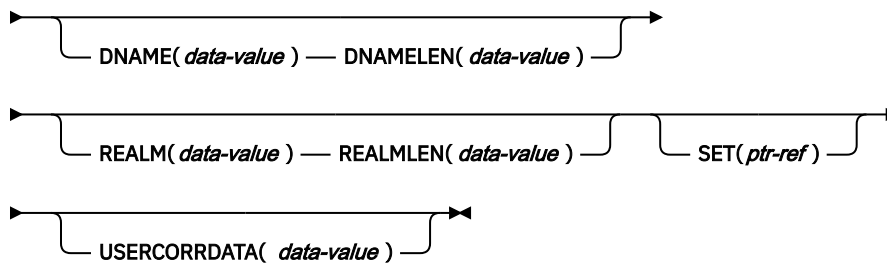 DNAME( data-value ) — DNAMELEN( data-value )
REALM( data-value ) — REALMLEN( data-value ) SET( ptr-ref )
USERCORRDATA( data-value )